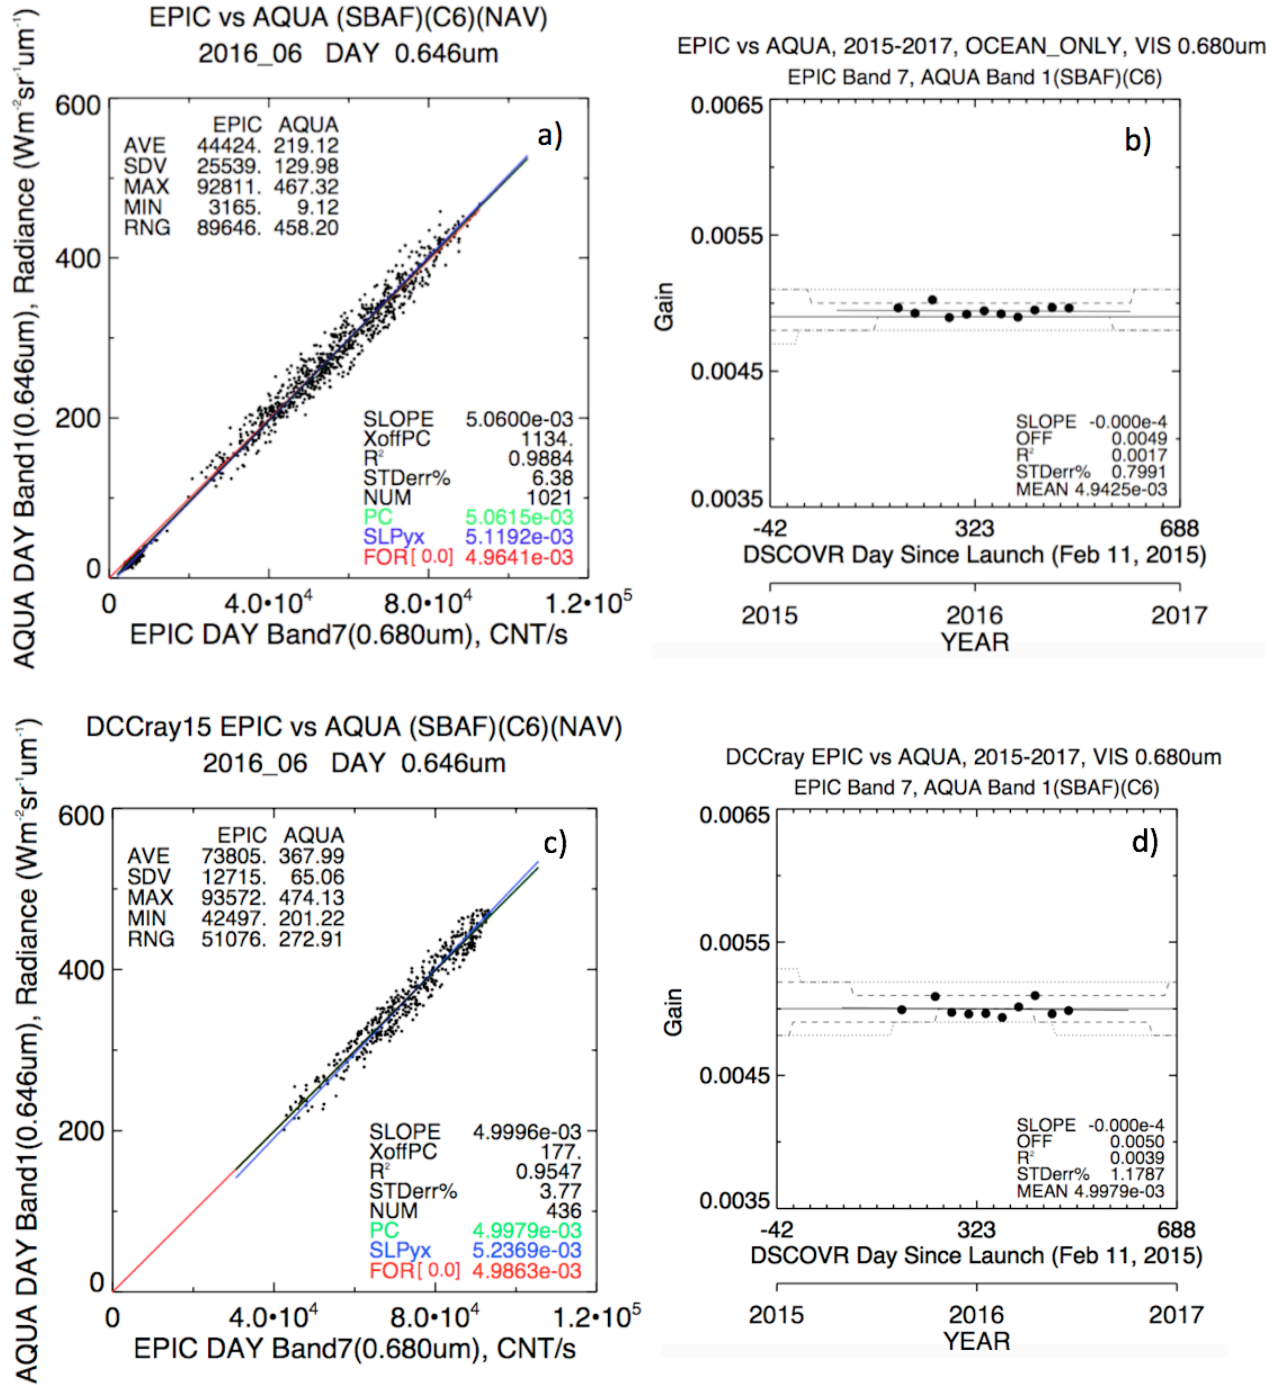 EPIC vs AQUA (SBAF)(C6)(NAV)
2016_06 DAY 0.646um
AQUA DAY Band1(0.646um), Radiance (Wm⁻²sr⁻¹um⁻¹)
600
400
200
0
EPIC AQUA
AVE 44424. 219.12
SDV 25539. 129.98
MAX 92811. 467.32
MIN 3165. 9.12
RNG 89646. 458.20
a)
SLOPE 5.0600e-03
XoffPC 1134.
R² 0.9884
STDerr% 6.38
NUM 1021
PC 5.0615e-03
SLPyx 5.1192e-03
FOR[ 0.0] 4.9641e-03
0 4.0•10⁴ 8.0•10⁴ 1.2•10⁵
EPIC DAY Band7(0.680um), CNT/s
EPIC vs AQUA, 2015-2017, OCEAN_ONLY, VIS 0.680um
EPIC Band 7, AQUA Band 1(SBAF)(C6)
Gain
0.0065
0.0055
0.0045
0.0035
b)
SLOPE -0.000e-4
OFF 0.0049
R² 0.0017
STDerr% 0.7991
MEAN 4.9425e-03
-42 323 688
DSCOVR Day Since Launch (Feb 11, 2015)
2015 2016 2017
YEAR
DCCray15 EPIC vs AQUA (SBAF)(C6)(NAV)
2016_06 DAY 0.646um
AQUA DAY Band1(0.646um), Radiance (Wm⁻²sr⁻¹um⁻¹)
600
400
200
0
EPIC AQUA
AVE 73805. 367.99
SDV 12715. 65.06
MAX 93572. 474.13
MIN 42497. 201.22
RNG 51076. 272.91
c)
SLOPE 4.9996e-03
XoffPC 177.
R² 0.9547
STDerr% 3.77
NUM 436
PC 4.9979e-03
SLPyx 5.2369e-03
FOR[ 0.0] 4.9863e-03
0 4.0•10⁴ 8.0•10⁴ 1.2•10⁵
EPIC DAY Band7(0.680um), CNT/s
DCCray EPIC vs AQUA, 2015-2017, VIS 0.680um
EPIC Band 7, AQUA Band 1(SBAF)(C6)
Gain
0.0065
0.0055
0.0045
0.0035
d)
SLOPE -0.000e-4
OFF 0.0050
R² 0.0039
STDerr% 1.1787
MEAN 4.9979e-03
-42 323 688
DSCOVR Day Since Launch (Feb 11, 2015)
2015 2016 2017
YEAR